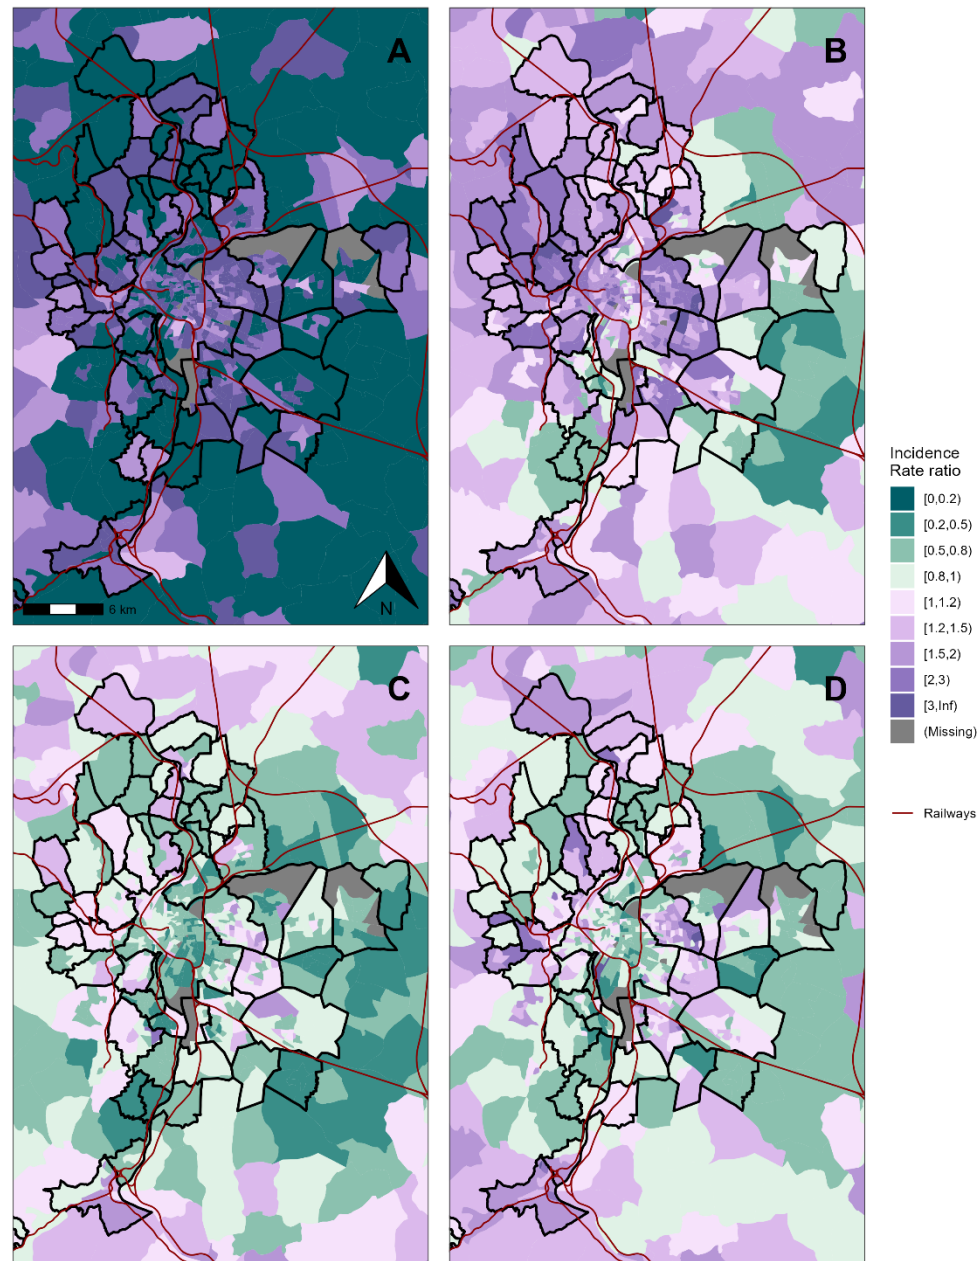 A
B
N
6 km
C
D
Incidence
Rate ratio
[0,0.2)
[0.2,0.5)
[0.5,0.8)
[0.8,1)
[1,1.2)
[1.2,1.5)
[1.5,2)
[2,3)
[3,Inf)
(Missing)
Railways